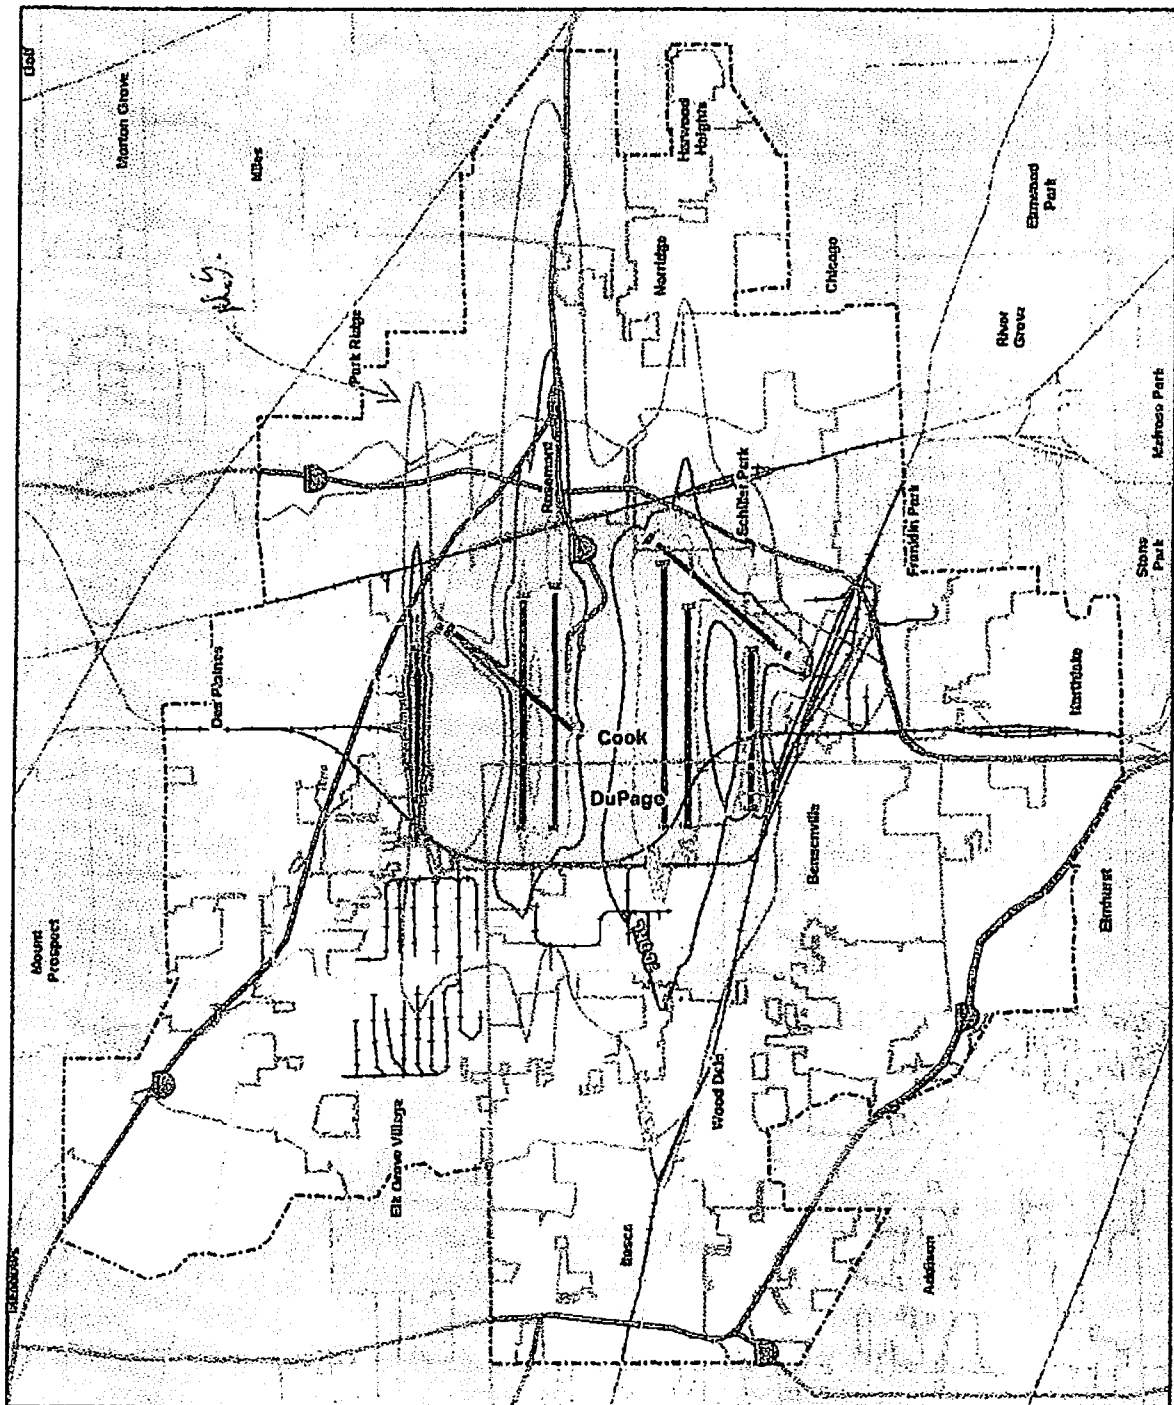 Golf
Morton Grove
Niles
Park Ridge
Harwood
Heights
Norridge
Chicago
Elmwood
Park
River
Grove
Melrose Park
Rosemont
Schiller Park
Franklin Park
Stone
Park
Des Plaines
Northlake
Cook
DuPage
Bensenville
Elmhurst
Mount
Prospect
Wood Dale
Elk Grove Village
Itasca
Addison
Meadows